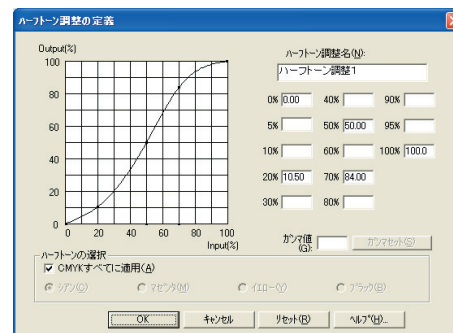 ハーフトーン調整の定義
Output(%)
100
80
60
40
20
0
0 20 40 60 80 100
Input(%)
ハーフトーン調整名(N):
ハーフトーン調整1
0% 0.00 40% 90%
5% 50% 50.00 95%
10% 60% 100% 100.0
20% 10.50 70% 84.00
30% 80%
ガンマ値(G): ガンマセット(S)
ハーフトーンの選択
CMYKすべてに適用(A)
シアン(C) マゼンタ(M) イエロー(Y) ブラック(B)
OK キャンセル リセット(R) ヘルプ(H)...